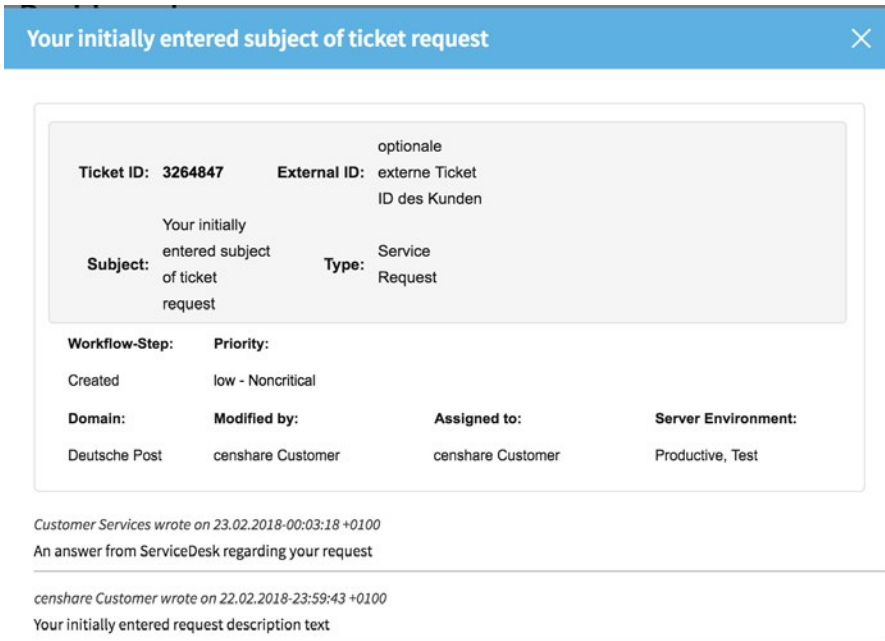 Your initially entered subject of ticket request
Ticket ID: 3264847 External ID: optionale
externe Ticket
ID des Kunden
Subject: Your initially
entered subject
of ticket
request
Type: Service
Request
Workflow-Step: Priority:
Created low - Noncritical
Domain: Modified by: Assigned to: Server Environment:
Deutsche Post censhare Customer censhare Customer Productive, Test
Customer Services wrote on 23.02.2018-00:03:18 +0100
An answer from ServiceDesk regarding your request
censhare Customer wrote on 22.02.2018-23:59:43 +0100
Your initially entered request description text